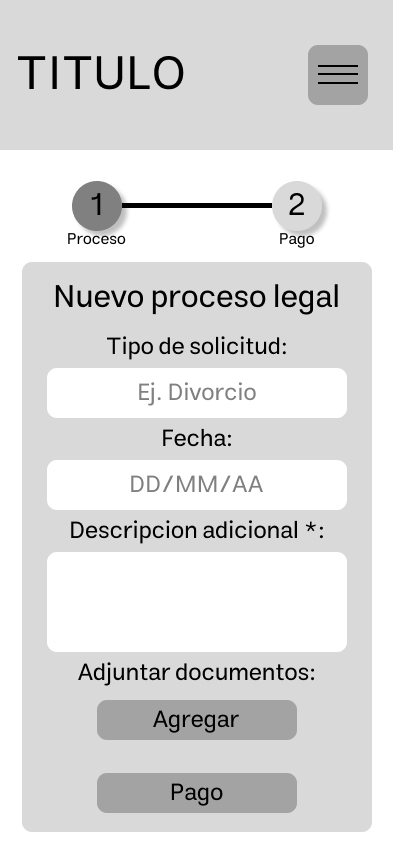 TITULO
1
2
Proceso
Pago
Nuevo proceso legal
Tipo de solicitud:
Ej. Divorcio
Fecha:
DD/MM/AA
Descripcion adicional *:
Adjuntar documentos:
Agregar
Pago